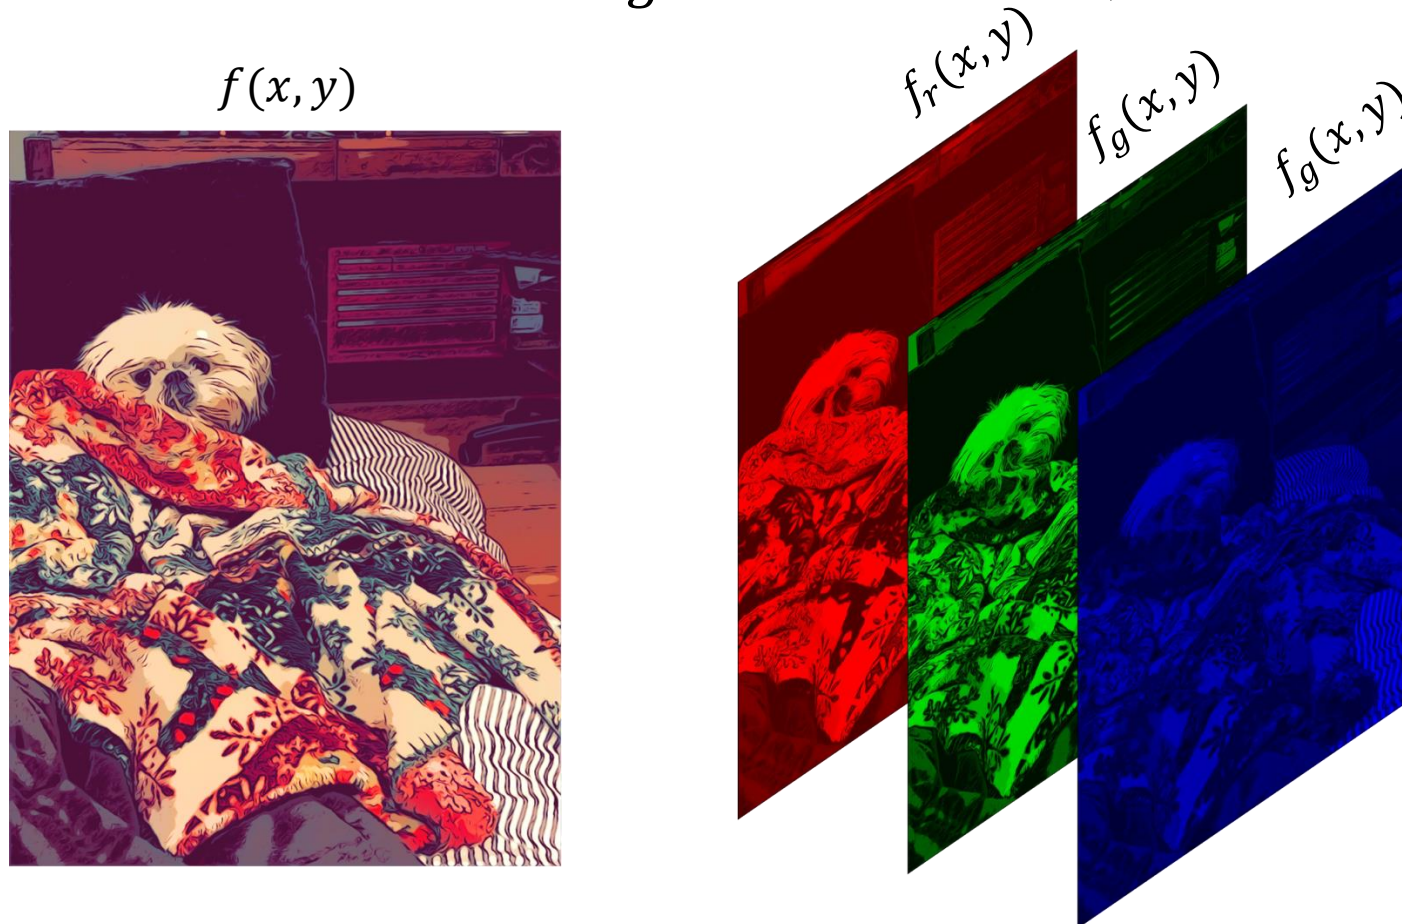 f(x, y)
f_r(x, y)
f_g(x, y)
f_g(x, y)